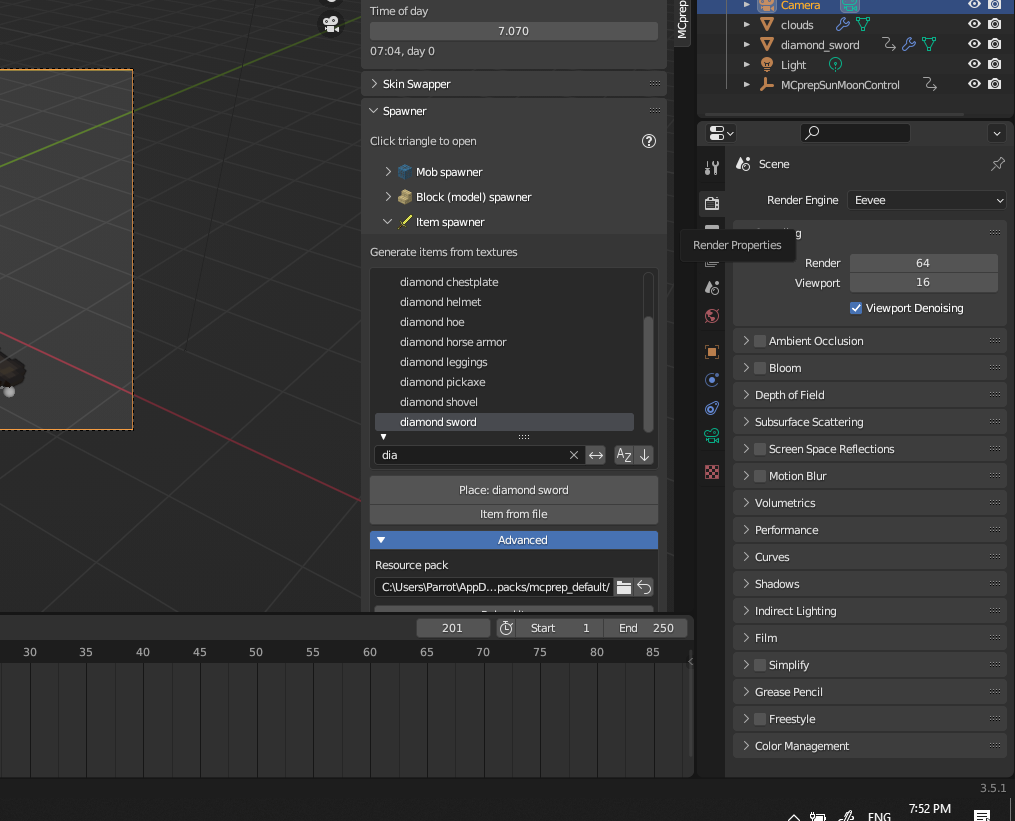 Time of day
7.070
07:04, day 0
Skin Swapper
Spawner
Click triangle to open
Mob spawner
Block (model) spawner
Item spawner
Generate items from textures
diamond chestplate
diamond helmet
diamond hoe
diamond horse armor
diamond leggings
diamond pickaxe
diamond shovel
diamond sword
dia
AZ
Place: diamond sword
Item from file
Advanced
Resource pack
C:\Users\Parrot\AppD...packs/mcprep_default/
MCprep
Camera
clouds
diamond_sword
Light
MCprepSunMoonControl
Scene
Render Engine Eevee
Render Properties
Render 64
Viewport 16
Viewport Denoising
Ambient Occlusion
Bloom
Depth of Field
Subsurface Scattering
Screen Space Reflections
Motion Blur
Volumetrics
Performance
Curves
Shadows
Indirect Lighting
Film
Simplify
Grease Pencil
Freestyle
Color Management
201 Start 1 End 250
30 35 40 45 50 55 60 65 70 75 80 85
3.5.1
ENG
7:52 PM